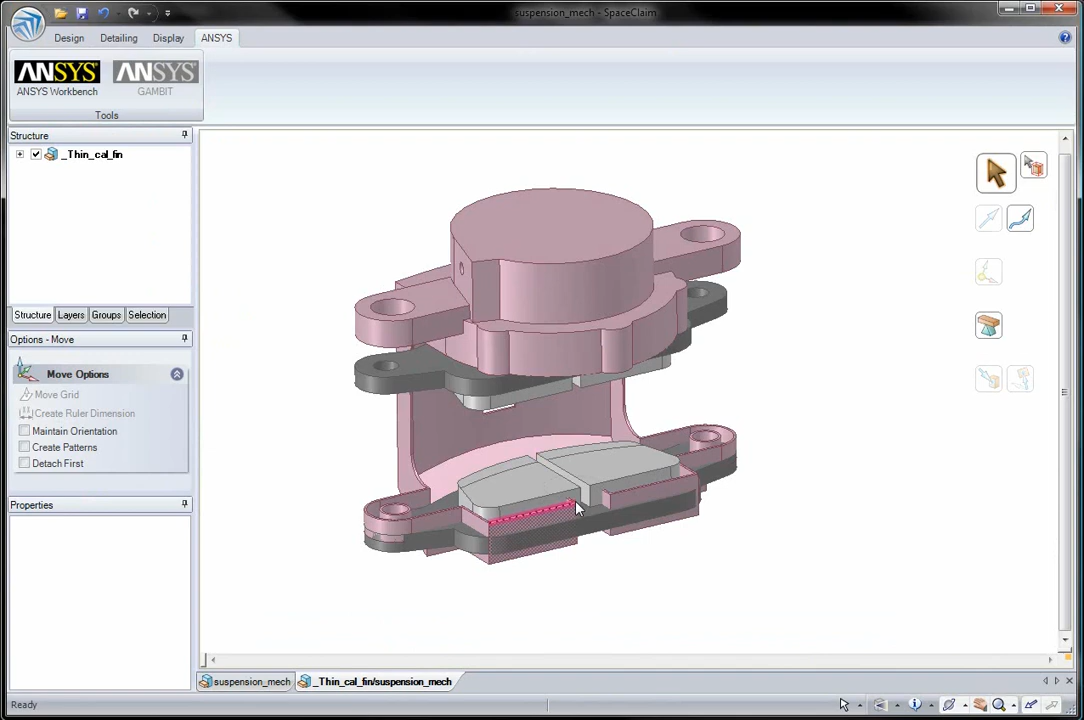 suspension_mech - SpaceClaim
Design Detailing Display ANSYS
ANSYS ANSYS
ANSYS Workbench GAMBIT
Tools
Structure
_Thin_cal_fin
Structure Layers Groups Selection
Options - Move
Move Options
Move Grid
Create Ruler Dimension
Maintain Orientation
Create Patterns
Detach First
Properties
suspension_mech _Thin_cal_fin/suspension_mech
Ready